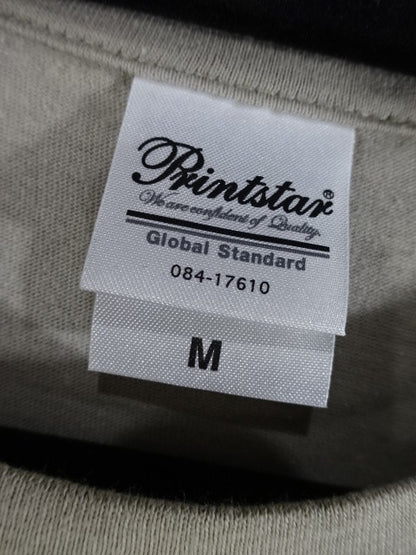 Printstar®
We are confident of Quality.
Global Standard
084-17610
M